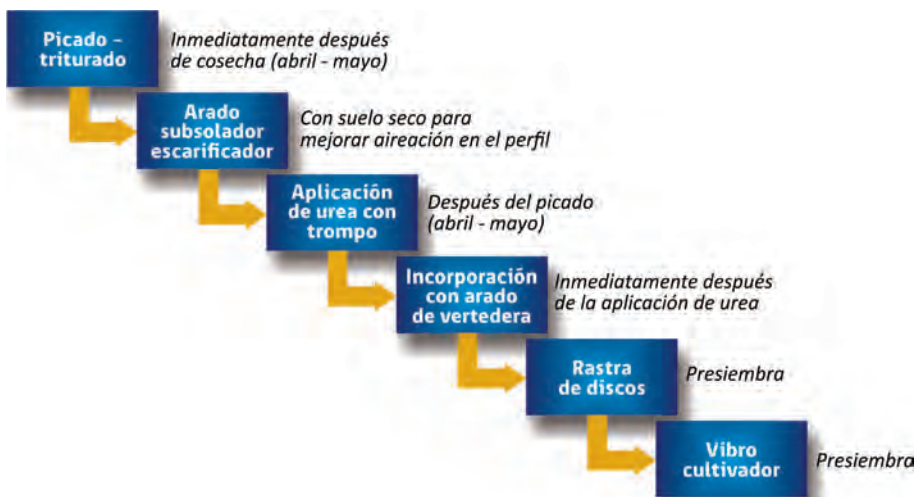 Picado –
triturado
Inmediatamente después
de cosecha (abril - mayo)
Arado
subsolador
escarificador
Con suelo seco para
mejorar aireación en el perfil
Aplicación
de urea con
trompo
Después del picado
(abril - mayo)
Incorporación
con arado
de vertedera
Inmediatamente después
de la aplicación de urea
Rastra
de discos
Presiembra
Vibro
cultivador
Presiembra